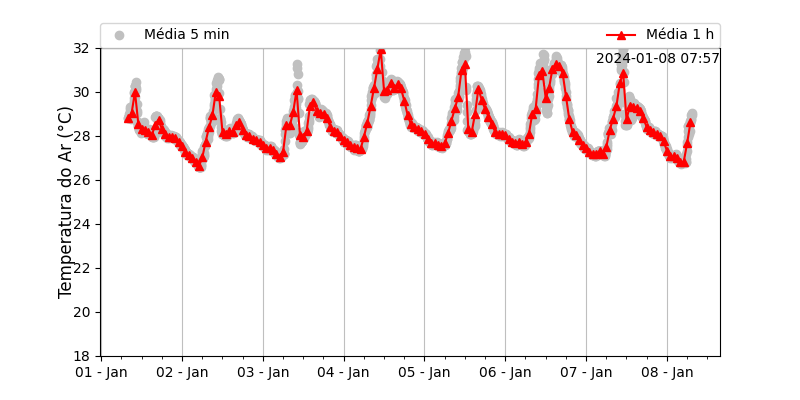 Média 5 min
Média 1 h
2024-01-08 07:57
Temperatura do Ar (°C)
32
30
28
26
24
22
20
18
01 - Jan
02 - Jan
03 - Jan
04 - Jan
05 - Jan
06 - Jan
07 - Jan
08 - Jan